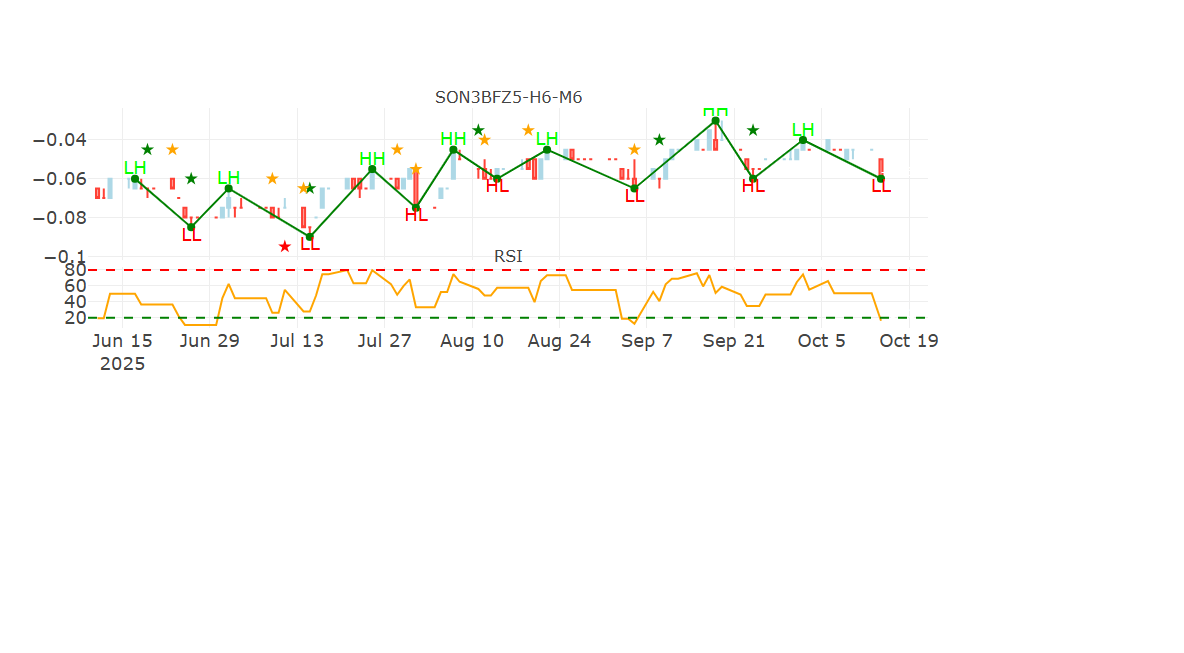 SON3BFZ5-H6-M6
−0.04
−0.06
−0.08
−0.1
LH
LL
LH
LL
HH
HL
HH
HL
LH
LL
HH
HL
LH
LL
RSI
80
60
40
20
Jun 15 Jun 29 Jul 13 Jul 27 Aug 10 Aug 24 Sep 7 Sep 21 Oct 5 Oct 19
2025